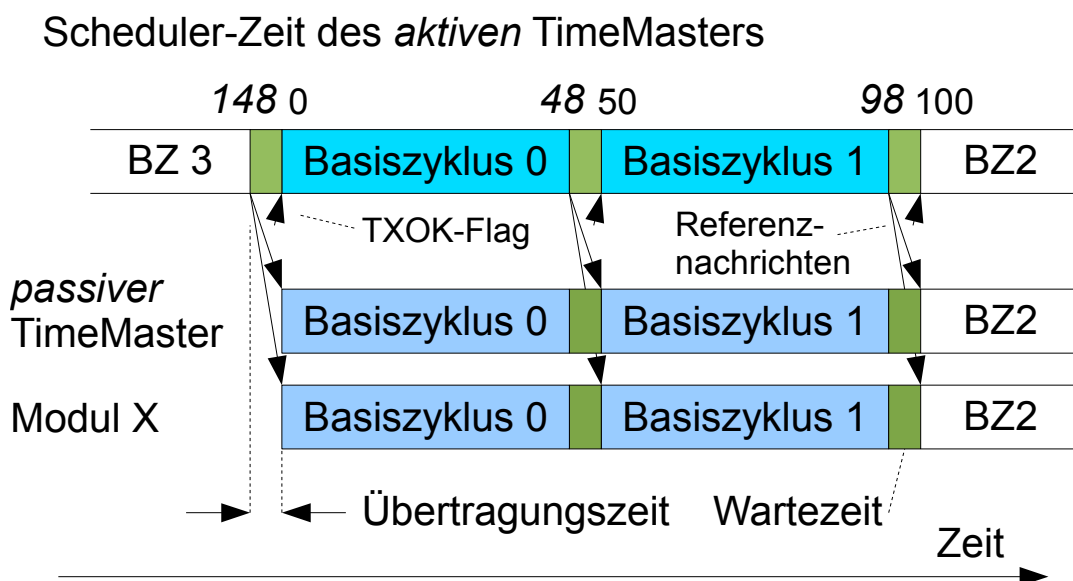 Scheduler-Zeit des aktiven TimeMasters
148 0 48 50 98 100
BZ 3 Basiszyklus 0 Basiszyklus 1 BZ2
TXOK-Flag
Referenz-
nachrichten
passiver
TimeMaster
Basiszyklus 0 Basiszyklus 1 BZ2
Modul X
Basiszyklus 0 Basiszyklus 1 BZ2
Übertragungszeit Wartezeit
Zeit